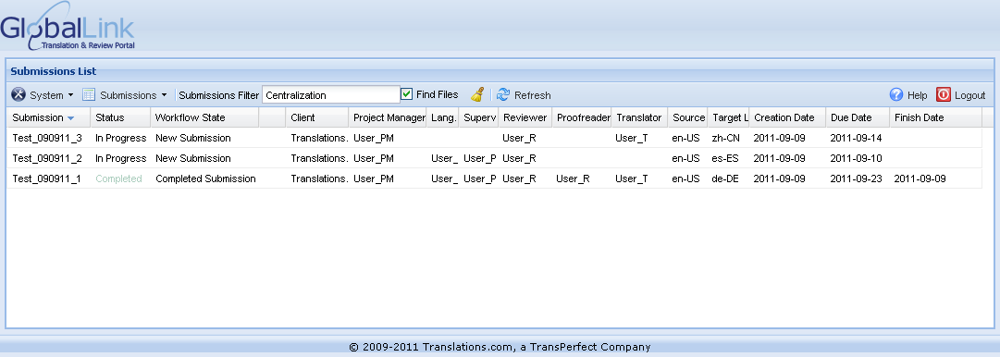 GlobalLink
Translation & Review Portal
Submissions List
System Submissions Submissions Filter Centralization Find Files Refresh Help Logout
Submission Status Workflow State Client Project Manager Lang. Superv Reviewer Proofreader Translator Source Target L Creation Date Due Date Finish Date
Test_090911_3 In Progress New Submission Translations. User_PM User_R User_T en-US zh-CN 2011-09-09 2011-09-14
Test_090911_2 In Progress New Submission Translations. User_PM User_ User_P User_R en-US es-ES 2011-09-09 2011-09-10
Test_090911_1 Completed Completed Submission Translations. User_PM User_ User_P User_R User_R User_T en-US de-DE 2011-09-09 2011-09-23 2011-09-09
© 2009-2011 Translations.com, a TransPerfect Company